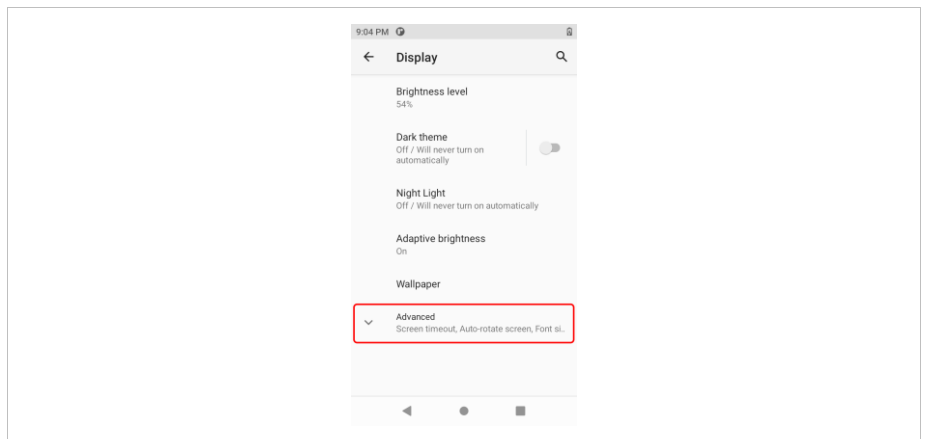 9:04 PM
Display
Brightness level
54%
Dark theme
Off / Will never turn on
automatically
Night Light
Off / Will never turn on automatically
Adaptive brightness
On
Wallpaper
Advanced
Screen timeout, Auto-rotate screen, Font si..